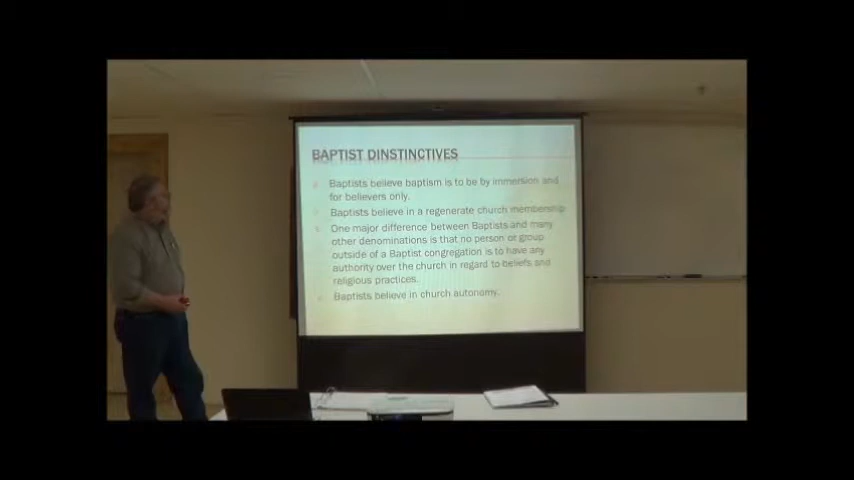 BAPTIST DINSTINCTIVES
Baptists believe baptism is to be by immersion and
for believers only.
Baptists believe in a regenerate church membership
One major difference between Baptists and many
other denominations is that no person or group
outside of a Baptist congregation is to have any
authority over the church in regard to beliefs and
religious practices.
Baptists believe in church autonomy.